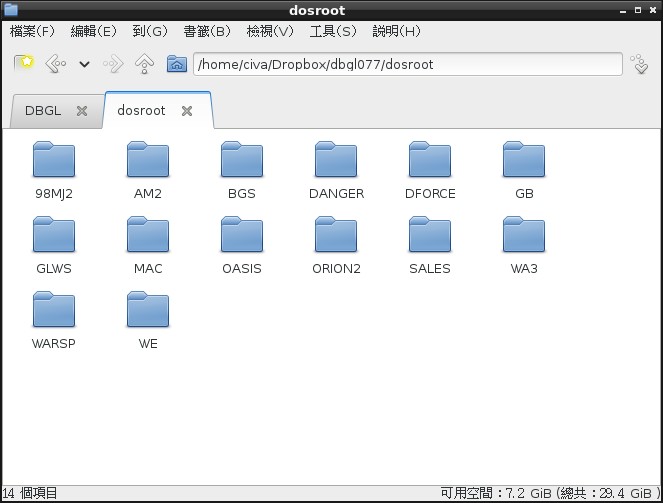 dosroot
檔案(F) 編輯(E) 到(G) 書籤(B) 檢視(V) 工具(S) 說明(H)
/home/civa/Dropbox/dbgl077/dosroot
DBGL dosroot
98MJ2 AM2 BGS DANGER DFORCE GB
GLWS MAC OASIS ORION2 SALES WA3
WARSP WE
14 個項目 可用空間：7.2 GiB (總共：29.4 GiB )